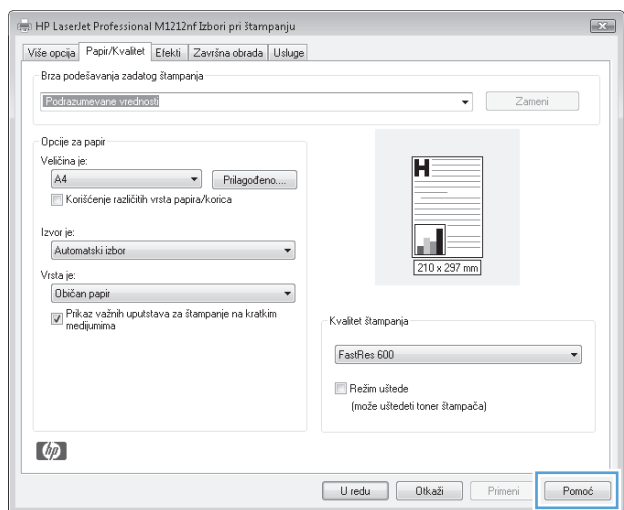 HP LaserJet Professional M1212nf Izbori pri štampanju
Više opcija Papir/Kvalitet Efekti Završna obrada Usluge
Brza podešavanja zadatog štampanja
Podrazumevane vrednosti
Zameni
Opcije za papir
Veličina je:
A4
Prilagođeno....
Korišćenje različitih vrsta papira/korica
Izvor je:
Automatski izbor
Vrsta je:
Običan papir
Prikaz važnih uputstava za štampanje na kratkim
medijumima
H
210 x 297 mm
Kvalitet štampanja
FastRes 600
Režim uštede
(može uštedeti toner štampača)
hp
U redu Otkaži Primeni Pomoć